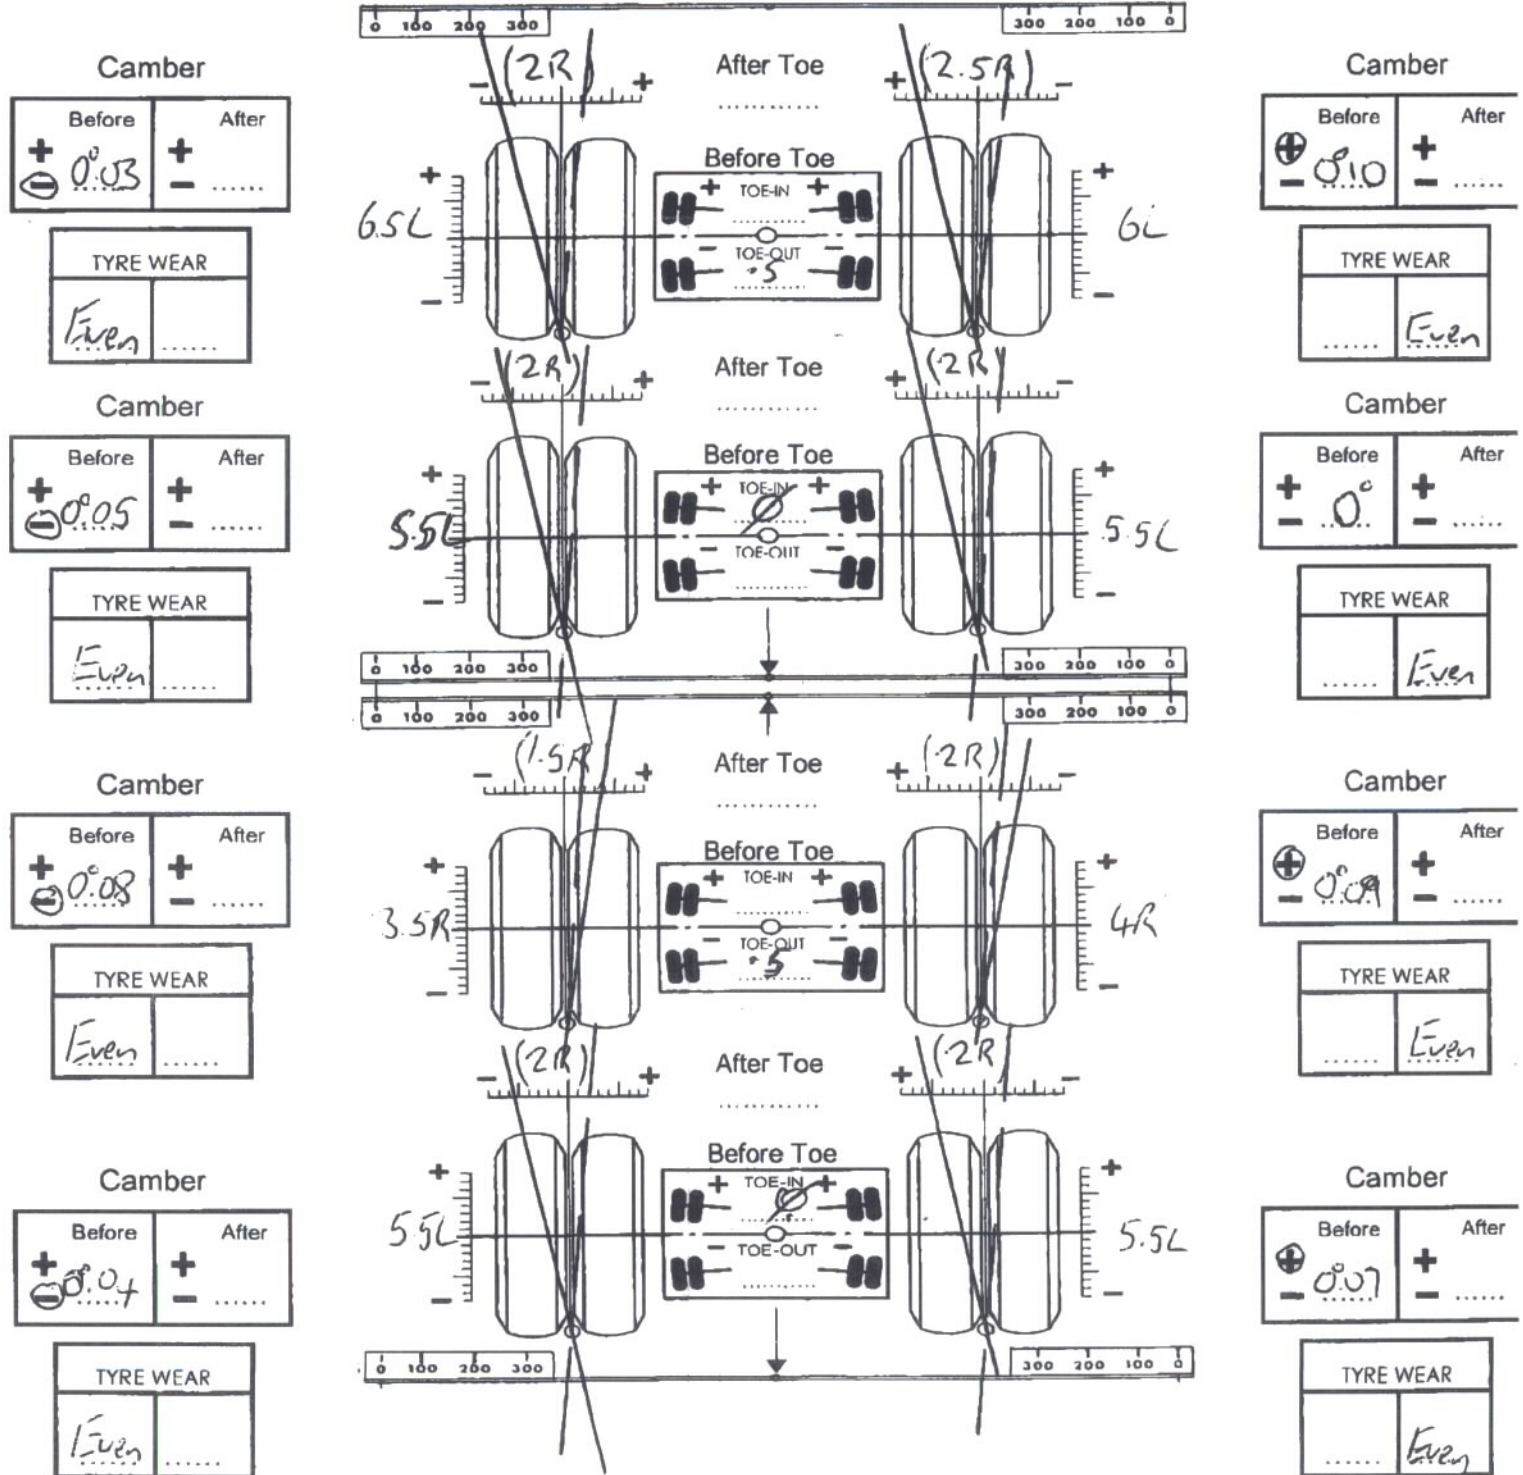 0 100 200 300 300 200 100 0
Camber (2R) After Toe (2.5R) Camber
- + + -
Before After Before After
+ 0°.03 + + 0°10 +
- - ...... - - ......
Before Toe
+ TOE-IN +
6.5L 6L
- TOE-OUT -
.5
TYRE WEAR TYRE WEAR
Even ...... ...... Even
(2R) After Toe (2R)
- + + -
Camber Camber
Before After Before After
+ 0°.05 + + 0° +
- - ...... - - ......
Before Toe
+ TOE-IN +
0
5.5L 5.5L
- TOE-OUT -
TYRE WEAR TYRE WEAR
Even ...... ...... Even
0 100 200 300 300 200 100 0
0 100 200 300 300 200 100 0
(1.5R After Toe (2R)
- + + -
Camber Camber
Before After Before After
+ 0°.08 + + 0°.09 +
- - ...... - - ......
Before Toe
+ TOE-IN +
3.5R 4R
- TOE-OUT -
.5
TYRE WEAR TYRE WEAR
Even ...... ...... Even
(2R) After Toe (2R)
- + + -
Camber Before Toe Camber
+ TOE-IN +
0
Before After Before After
+ 0°.04 + + 0°.07 +
- - ...... - - ......
5.5L 5.5L
- TOE-OUT -
0 100 200 300 300 200 100 0
TYRE WEAR TYRE WEAR
Even ...... ...... Even